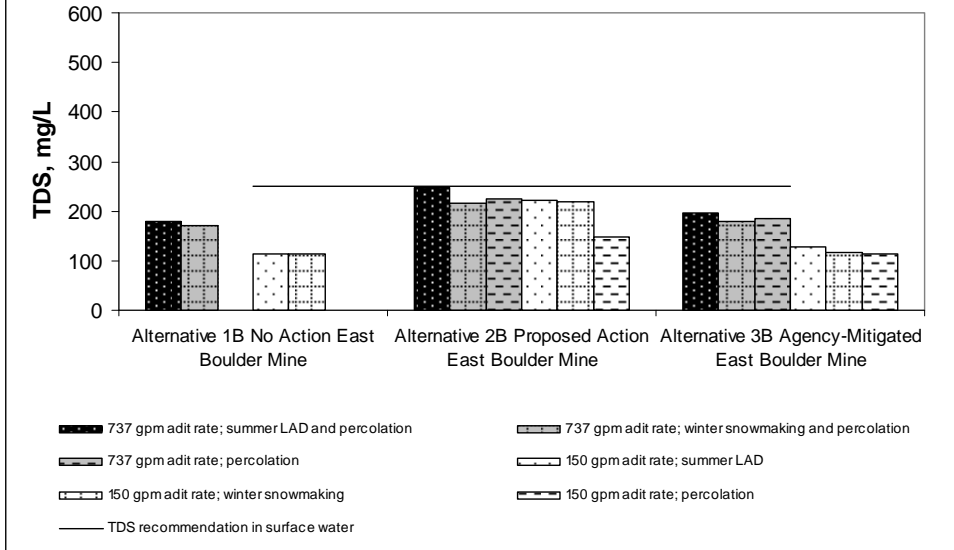 600
500
400
300
200
100
0
TDS, mg/L
Alternative 1B No Action East
Boulder Mine
Alternative 2B Proposed Action
East Boulder Mine
Alternative 3B Agency-Mitigated
East Boulder Mine
737 gpm adit rate; summer LAD and percolation
737 gpm adit rate; winter snowmaking and percolation
737 gpm adit rate; percolation
150 gpm adit rate; summer LAD
150 gpm adit rate; winter snowmaking
150 gpm adit rate; percolation
TDS recommendation in surface water